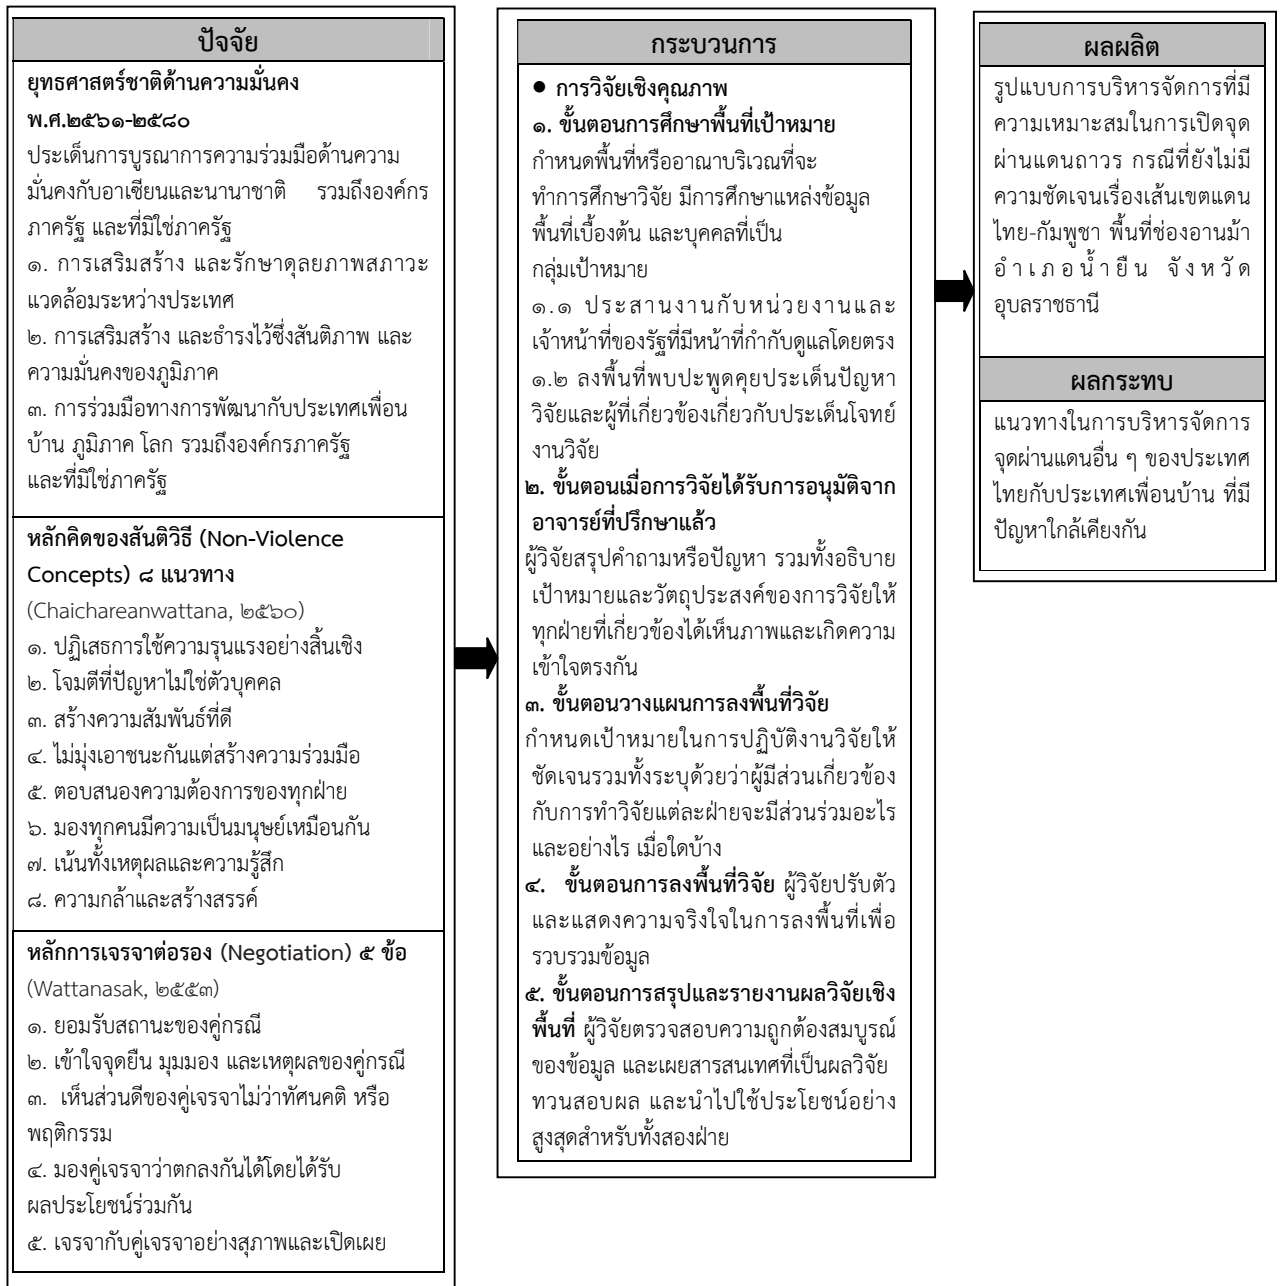 ปัจจัย
ยุทธศาสตร์ชาติด้านความมั่นคง
พ.ศ.๒๕๖๑-๒๕๘๐
ประเด็นการบูรณาการความร่วมมือด้านความ
มั่นคงกับอาเซียนและนานาชาติ รวมถึงองค์กร
ภาครัฐ และที่มิใช่ภาครัฐ
๑. การเสริมสร้าง และรักษาดุลยภาพสภาวะ
แวดล้อมระหว่างประเทศ
๒. การเสริมสร้าง และธำรงไว้ซึ่งสันติภาพ และ
ความมั่นคงของภูมิภาค
๓. การร่วมมือทางการพัฒนากับประเทศเพื่อน
บ้าน ภูมิภาค โลก รวมถึงองค์กรภาครัฐ
และที่มิใช่ภาครัฐ
หลักคิดของสันติวิธี (Non-Violence
Concepts) ๘ แนวทาง
(Chaichareanwattana, ๒๕๖๐)
๑. ปฏิเสธการใช้ความรุนแรงอย่างสิ้นเชิง
๒. โจมตีที่ปัญหาไม่ใช่ตัวบุคคล
๓. สร้างความสัมพันธ์ที่ดี
๔. ไม่มุ่งเอาชนะกันแต่สร้างความร่วมมือ
๕. ตอบสนองความต้องการของทุกฝ่าย
๖. มองทุกคนมีความเป็นมนุษย์เหมือนกัน
๗. เน้นทั้งเหตุผลและความรู้สึก
๘. ความกล้าและสร้างสรรค์
หลักการเจรจาต่อรอง (Negotiation) ๕ ข้อ
(Wattanasak, ๒๕๕๓)
๑. ยอมรับสถานะของคู่กรณี
๒. เข้าใจจุดยืน มุมมอง และเหตุผลของคู่กรณี
๓. เห็นส่วนดีของคู่เจรจาไม่ว่าทัศนคติ หรือ
พฤติกรรม
๔. มองคู่เจรจาว่าตกลงกันได้โดยได้รับ
ผลประโยชน์ร่วมกัน
๕. เจรจากับคู่เจรจาอย่างสุภาพและเปิดเผย
กระบวนการ
● การวิจัยเชิงคุณภาพ
๑. ขั้นตอนการศึกษาพื้นที่เป้าหมาย
กำหนดพื้นที่หรืออาณาบริเวณที่จะ
ทำการศึกษาวิจัย มีการศึกษาแหล่งข้อมูล
พื้นที่เบื้องต้น และบุคคลที่เป็น
กลุ่มเป้าหมาย
๑.๑ ประสานงานกับหน่วยงานและ
เจ้าหน้าที่ของรัฐที่มีหน้าที่กำกับดูแลโดยตรง
๑.๒ ลงพื้นที่พบปะพูดคุยประเด็นปัญหา
วิจัยและผู้ที่เกี่ยวข้องเกี่ยวกับประเด็นโจทย์
งานวิจัย
๒. ขั้นตอนเมื่อการวิจัยได้รับการอนุมัติจาก
อาจารย์ที่ปรึกษาแล้ว
ผู้วิจัยสรุปคำถามหรือปัญหา รวมทั้งอธิบาย
เป้าหมายและวัตถุประสงค์ของการวิจัยให้
ทุกฝ่ายที่เกี่ยวข้องได้เห็นภาพและเกิดความ
เข้าใจตรงกัน
๓. ขั้นตอนวางแผนการลงพื้นที่วิจัย
กำหนดเป้าหมายในการปฏิบัติงานวิจัยให้
ชัดเจนรวมทั้งระบุด้วยว่าผู้มีส่วนเกี่ยวข้อง
กับการทำวิจัยแต่ละฝ่ายจะมีส่วนร่วมอะไร
และอย่างไร เมื่อใดบ้าง
๔. ขั้นตอนการลงพื้นที่วิจัย ผู้วิจัยปรับตัว
และแสดงความจริงใจในการลงพื้นที่เพื่อ
รวบรวมข้อมูล
๕. ขั้นตอนการสรุปและรายงานผลวิจัยเชิง
พื้นที่ ผู้วิจัยตรวจสอบความถูกต้องสมบูรณ์
ของข้อมูล และเผยสารสนเทศที่เป็นผลวิจัย
ทวนสอบผล และนำไปใช้ประโยชน์อย่าง
สูงสุดสำหรับทั้งสองฝ่าย
ผลผลิต
รูปแบบการบริหารจัดการที่มี
ความเหมาะสมในการเปิดจุด
ผ่านแดนถาวร กรณีที่ยังไม่มี
ความชัดเจนเรื่องเส้นเขตแดน
ไทย-กัมพูชา พื้นที่ช่องอานม้า
อำเภอน้ำยืน จังหวัด
อุบลราชธานี
ผลกระทบ
แนวทางในการบริหารจัดการ
จุดผ่านแดนอื่น ๆ ของประเทศ
ไทยกับประเทศเพื่อนบ้าน ที่มี
ปัญหาใกล้เคียงกัน